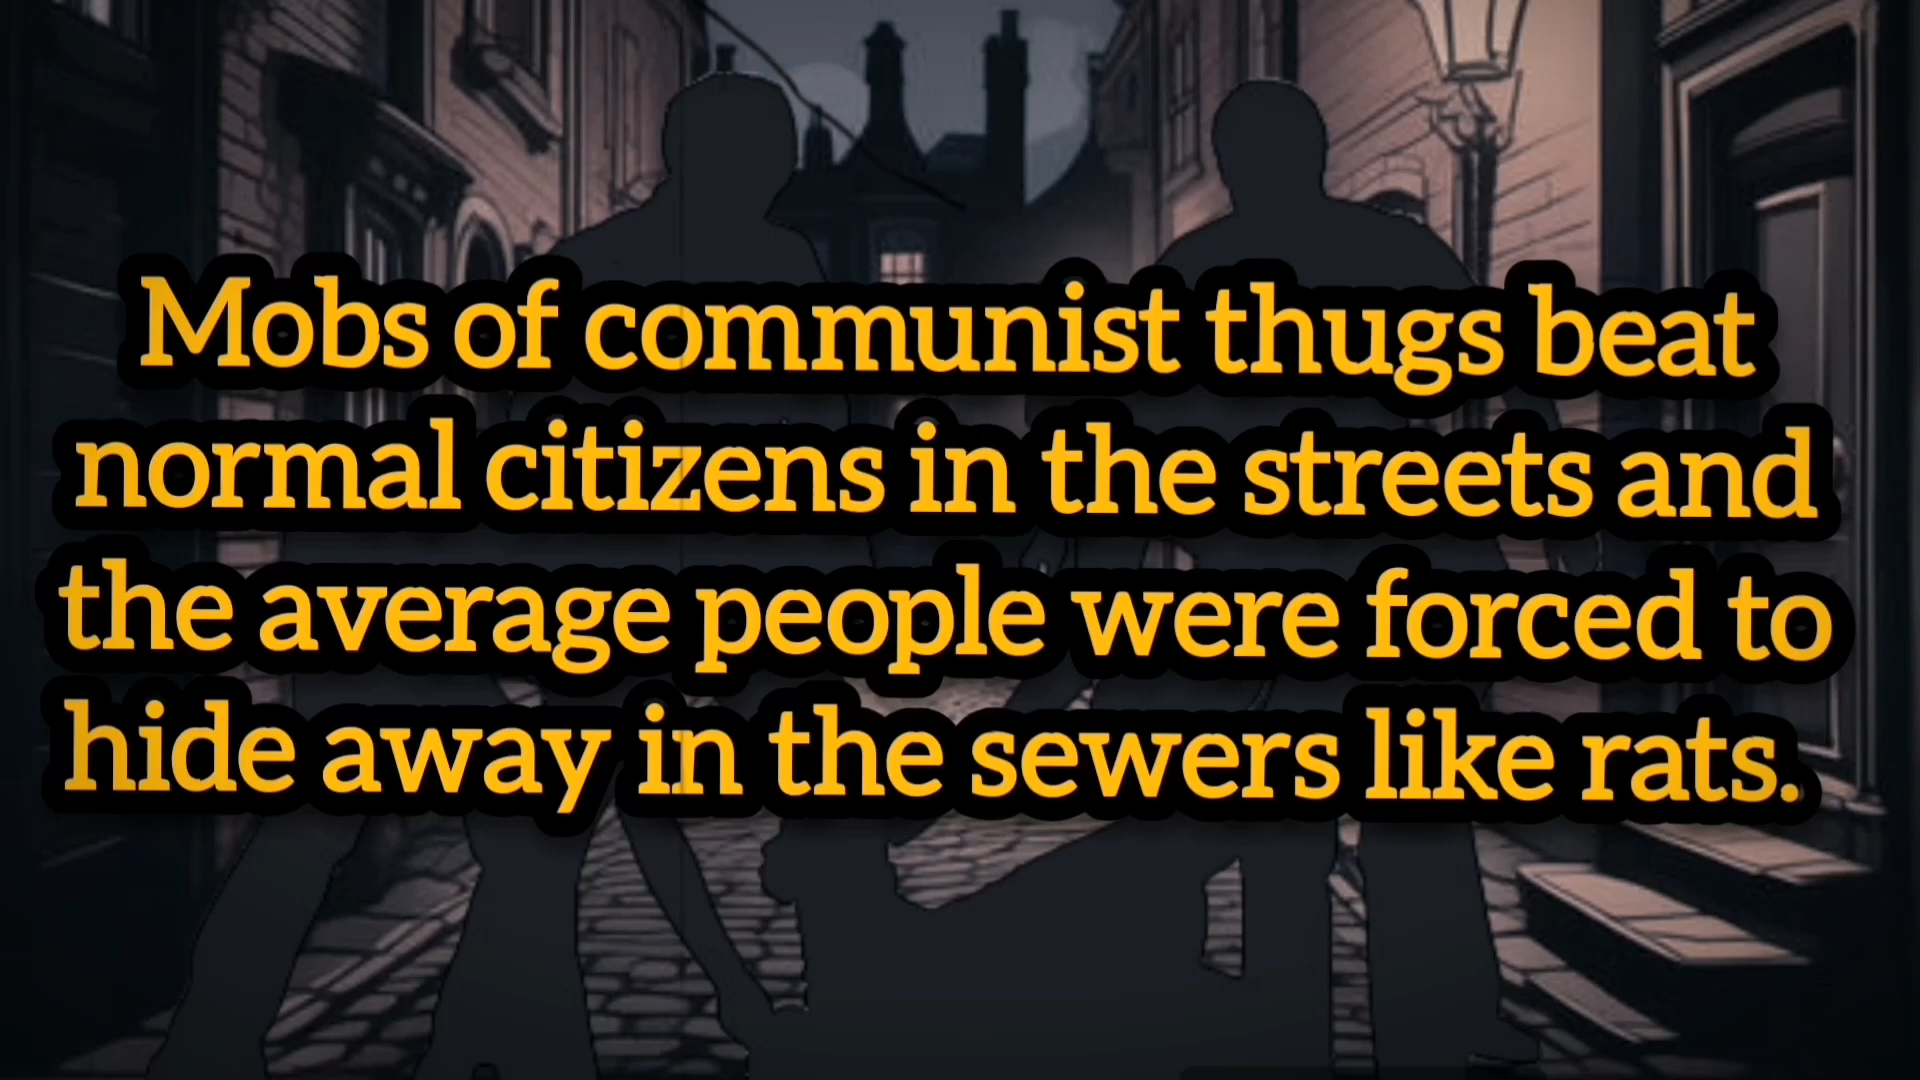 Mobs of communist thugs beat
normal citizens in the streets and
the average people were forced to
hide away in the sewers like rats.